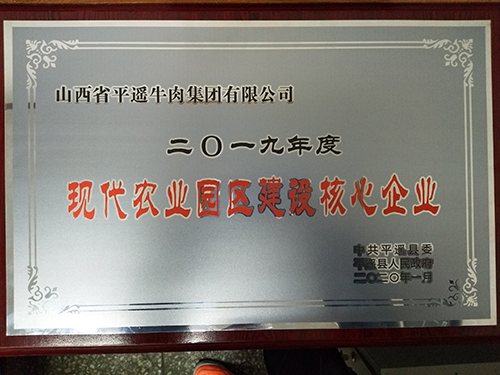 山西省平遥牛肉集团有限公司
二〇一九年度
现代农业园区建设核心企业
中共平遥县委
平遥县人民政府
二〇二〇年一月